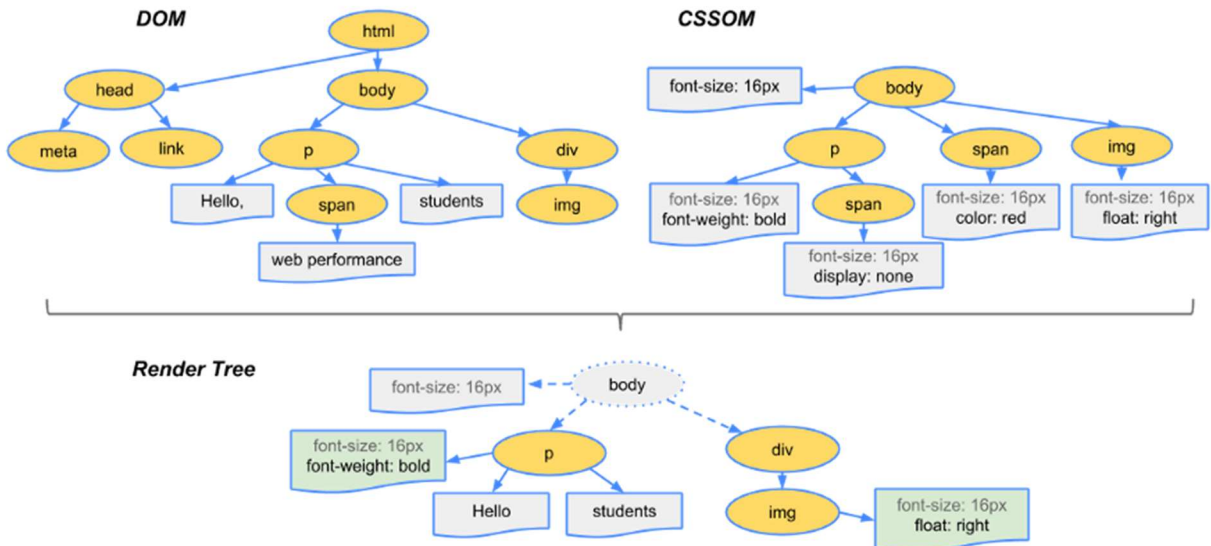 DOM
CSSOM
html
head
body
font-size: 16px
body
meta
link
p
div
p
span
img
Hello,
span
students
img
font-size: 16px
font-weight: bold
span
font-size: 16px
color: red
font-size: 16px
float: right
web performance
font-size: 16px
display: none
Render Tree
font-size: 16px
body
font-size: 16px
font-weight: bold
p
div
Hello
students
img
font-size: 16px
float: right